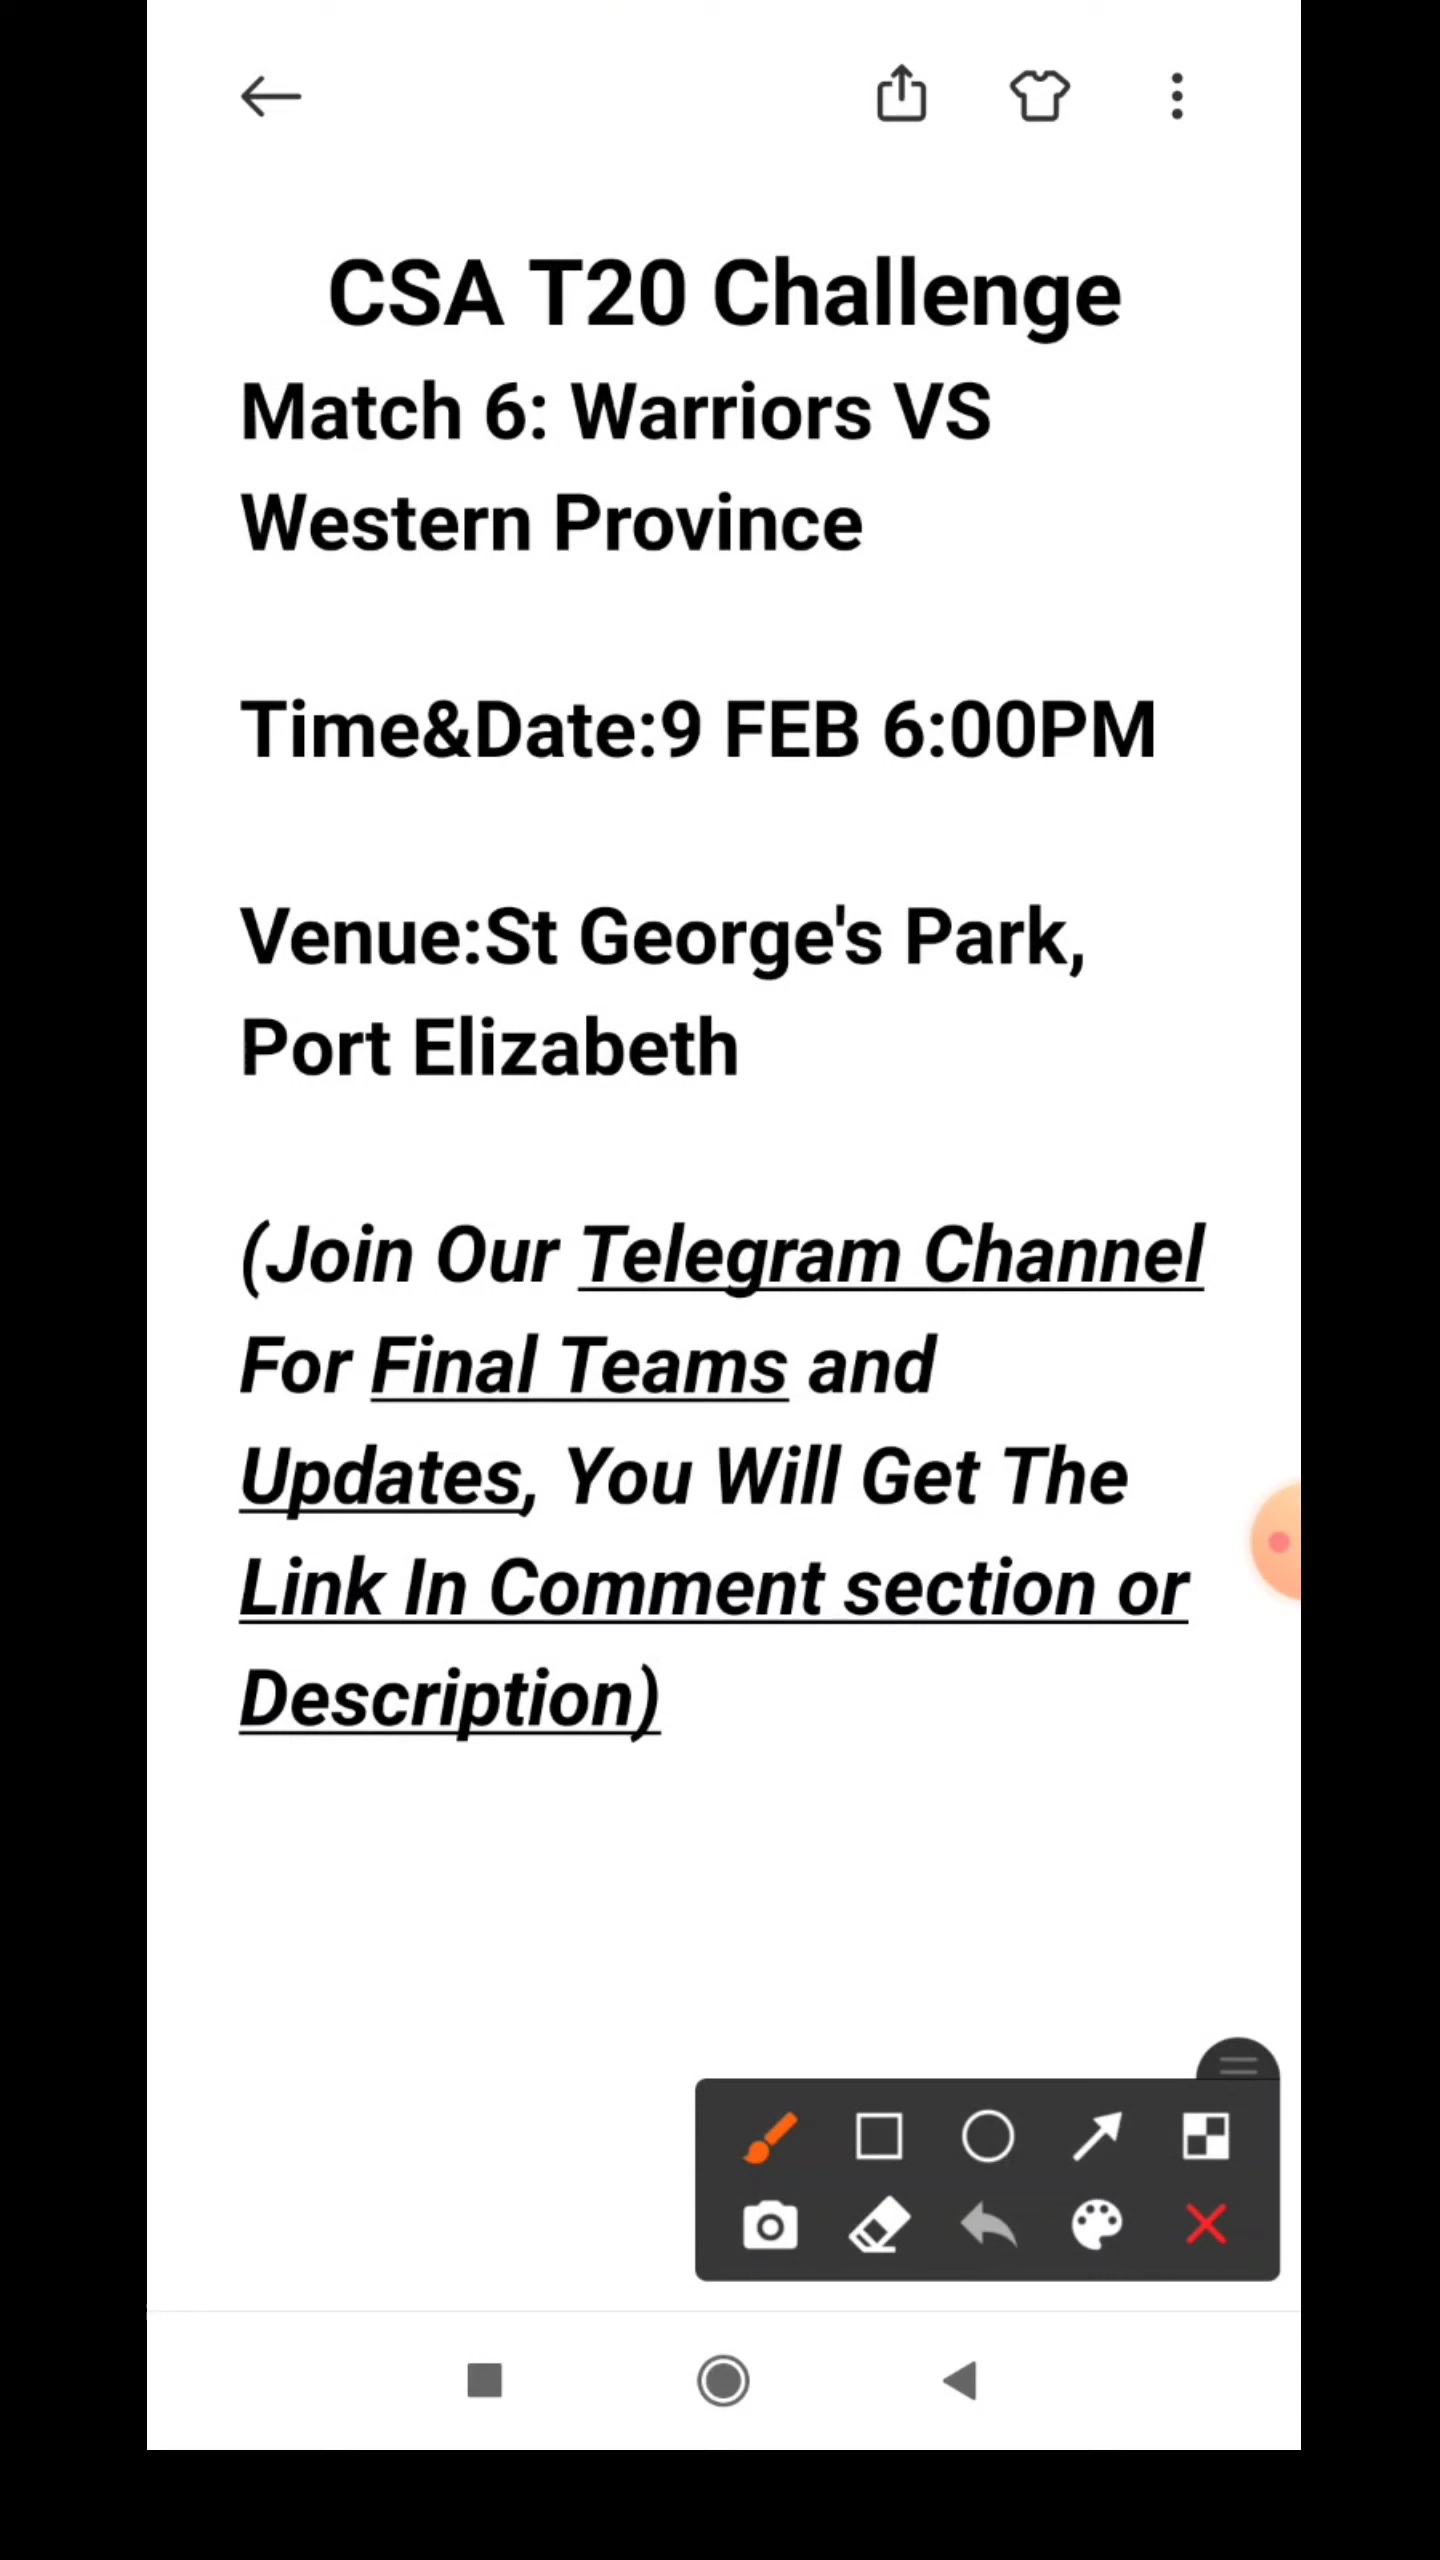 CSA T20 Challenge
Match 6: Warriors VS
Western Province
Time&Date:9 FEB 6:00PM
Venue:St George's Park,
Port Elizabeth
(Join Our Telegram Channel
For Final Teams and
Updates, You Will Get The
Link In Comment section or
Description)